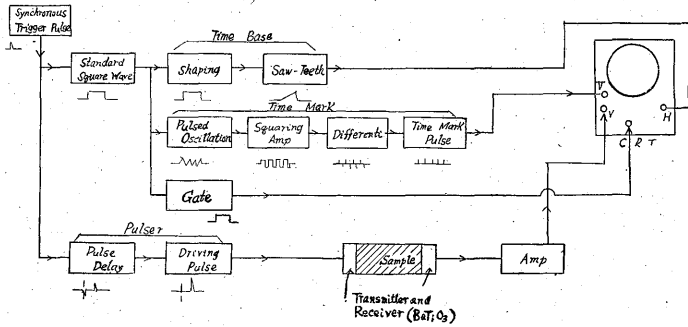 Synchronous
Trigger Pulse
Time Base
Standard
Square Wave
Shaping
Saw-Teeth
Time Mark
Pulsed
Oscillation
Squaring
Amp
Differenti
Time Mark
Pulse
V
V
H
C R T
Gate
Pulser
Pulse
Delay
Driving
Pulse
Sample
Amp
Transmitter and
Receiver (BaTiO3)